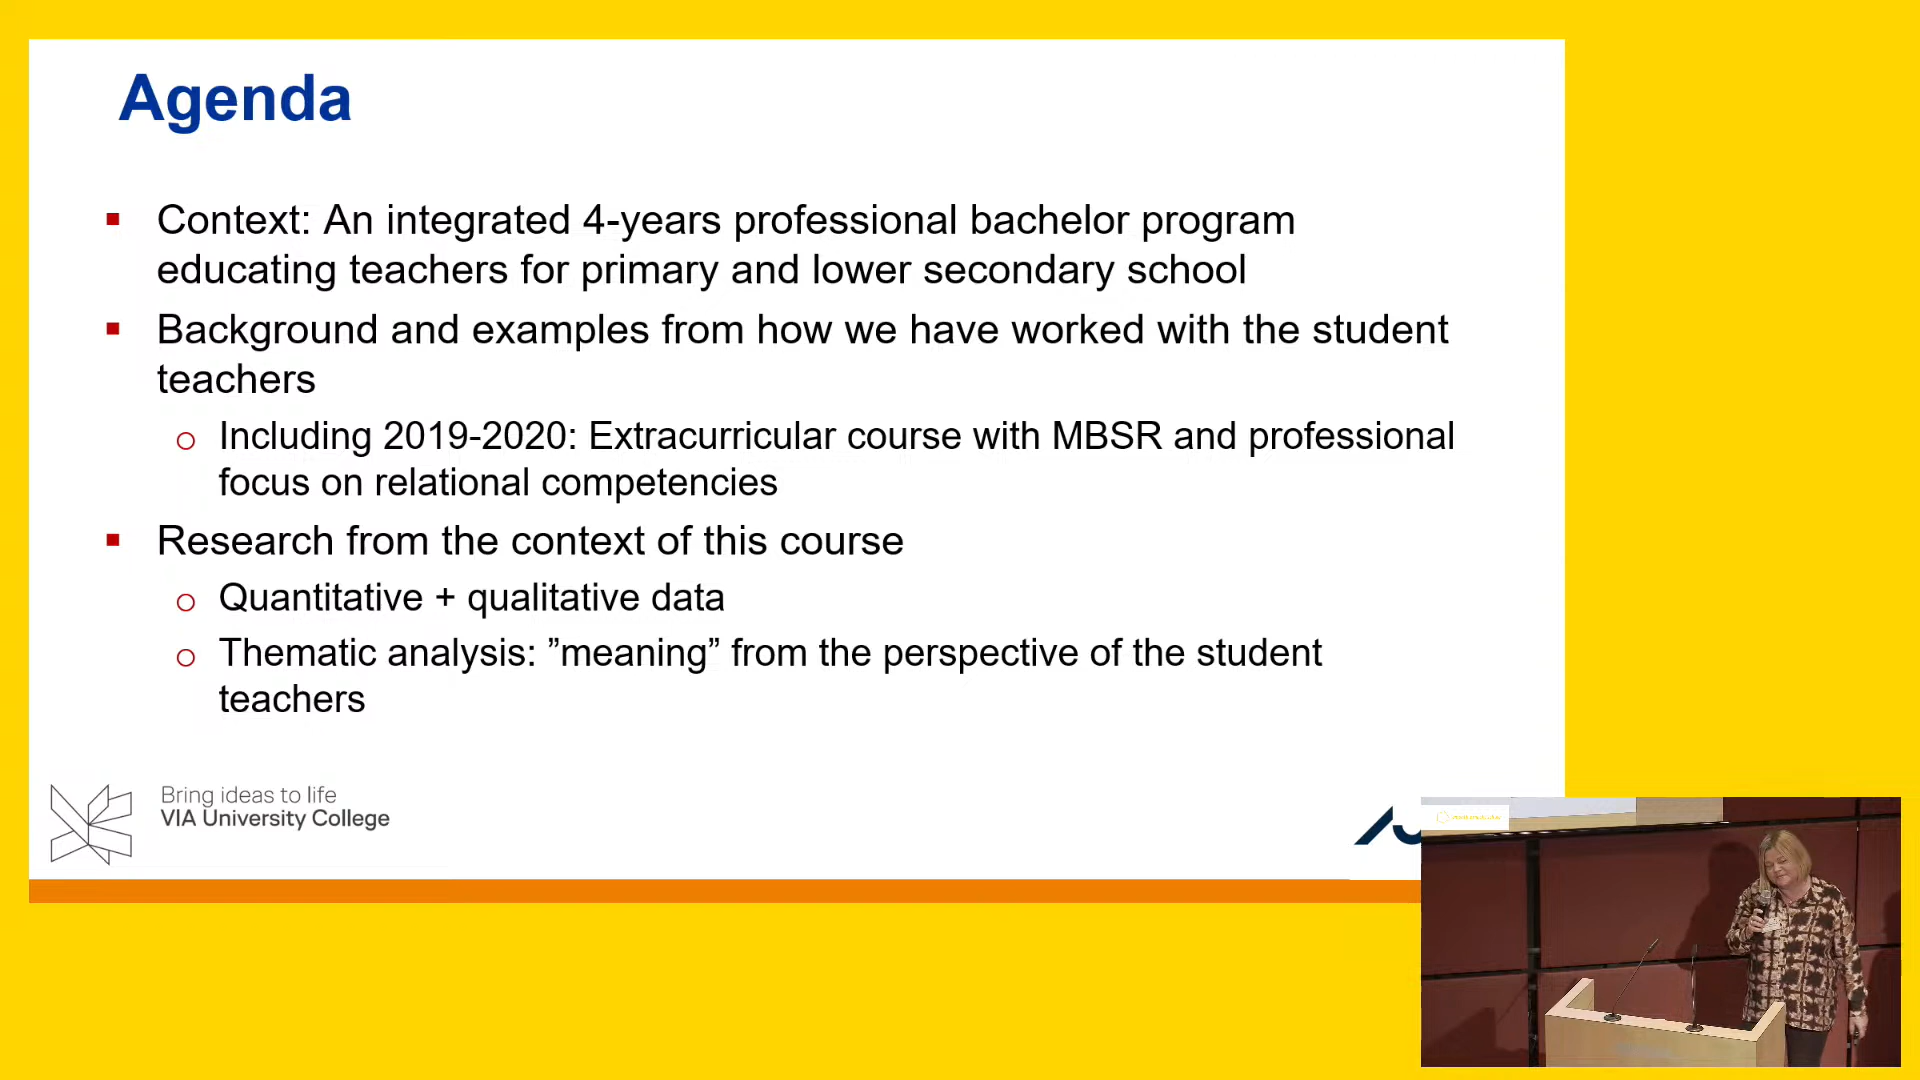 Agenda
▪ Context: An integrated 4-years professional bachelor program
educating teachers for primary and lower secondary school
▪ Background and examples from how we have worked with the student
teachers
o Including 2019-2020: Extracurricular course with MBSR and professional
focus on relational competencies
▪ Research from the context of this course
o Quantitative + qualitative data
o Thematic analysis: ”meaning” from the perspective of the student
teachers
Bring ideas to life
VIA University College